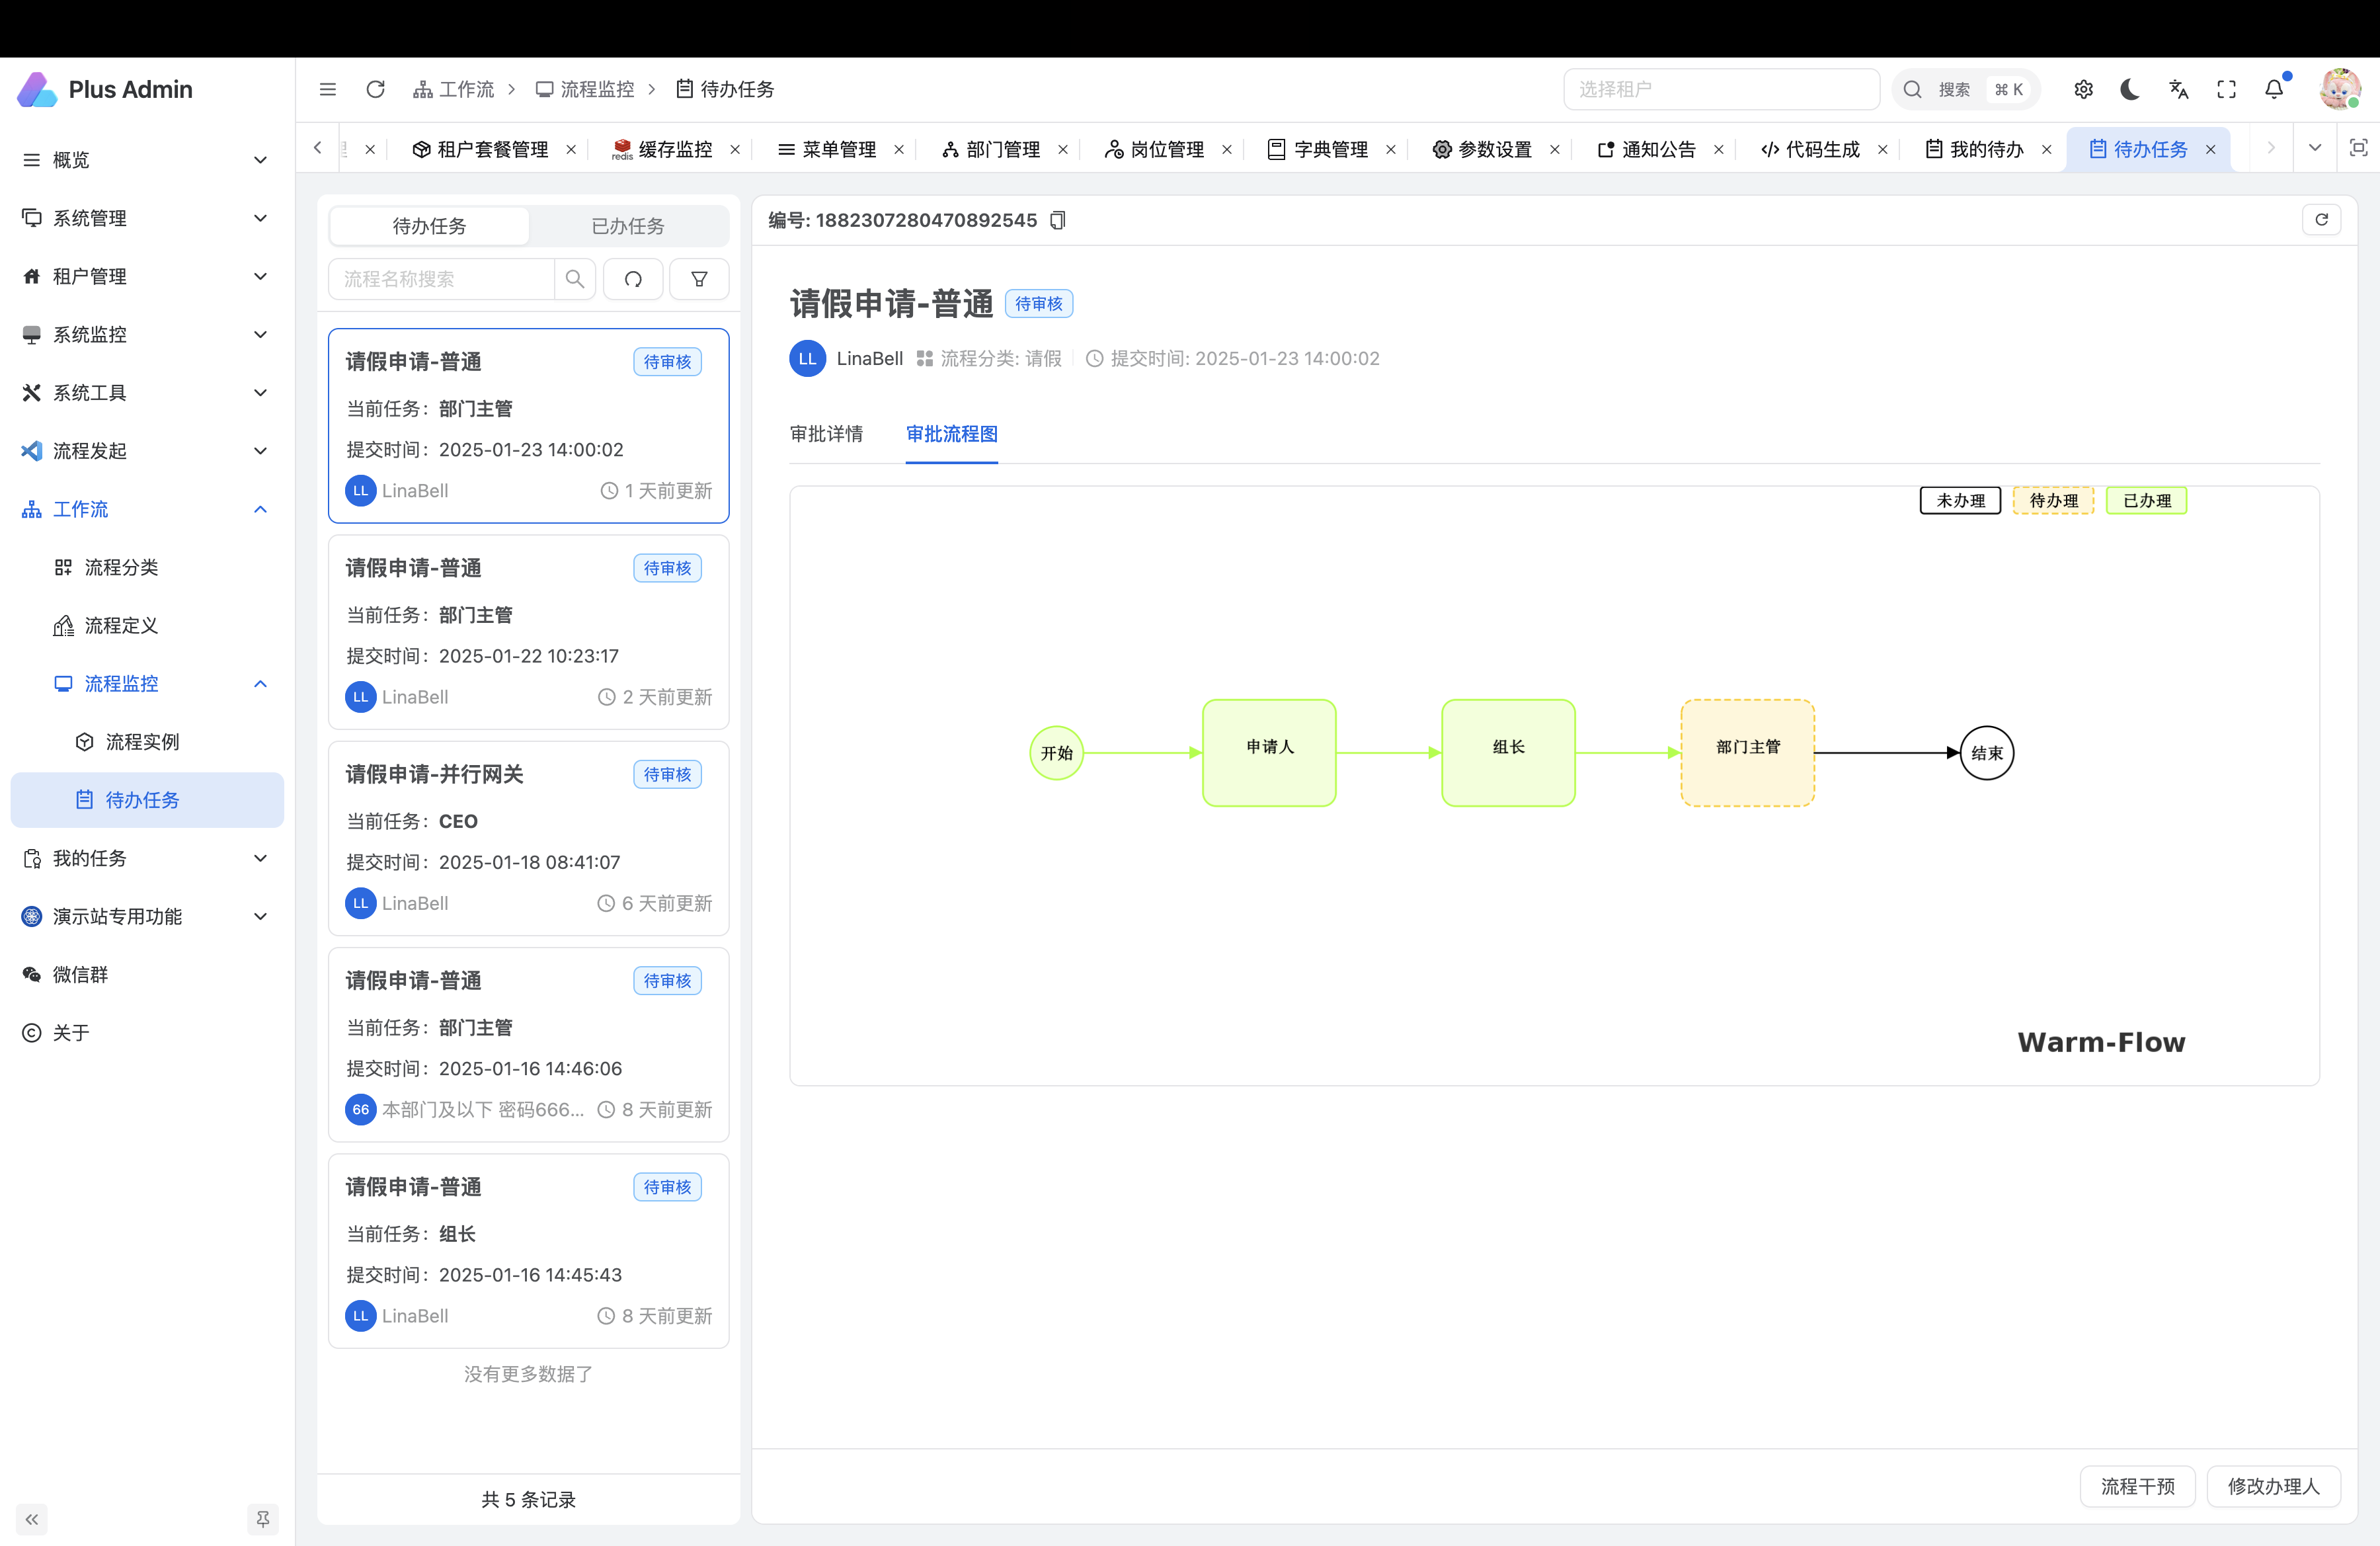 Plus Admin
工作流
流程监控
待办任务
选择租户
搜索 ⌘ K
租户套餐管理
redis 缓存监控
菜单管理
部门管理
岗位管理
字典管理
参数设置
通知公告
代码生成
我的待办
待办任务
概览
系统管理
租户管理
系统监控
系统工具
流程发起
工作流
流程分类
流程定义
流程监控
流程实例
待办任务
我的任务
演示站专用功能
微信群
关于
待办任务 已办任务
流程名称搜索
请假申请-普通 待审核
当前任务: 部门主管
提交时间: 2025-01-23 14:00:02
LL LinaBell 1 天前更新
请假申请-普通 待审核
当前任务: 部门主管
提交时间: 2025-01-22 10:23:17
LL LinaBell 2 天前更新
请假申请-并行网关 待审核
当前任务: CEO
提交时间: 2025-01-18 08:41:07
LL LinaBell 6 天前更新
请假申请-普通 待审核
当前任务: 部门主管
提交时间: 2025-01-16 14:46:06
66 本部门及以下 密码666... 8 天前更新
请假申请-普通 待审核
当前任务: 组长
提交时间: 2025-01-16 14:45:43
LL LinaBell 8 天前更新
没有更多数据了
共 5 条记录
编号: 1882307280470892545
请假申请-普通 待审核
LL LinaBell 流程分类: 请假 提交时间: 2025-01-23 14:00:02
审批详情 审批流程图
未办理 待办理 已办理
开始 申请人 组长 部门主管 结束
Warm-Flow
流程干预 修改办理人